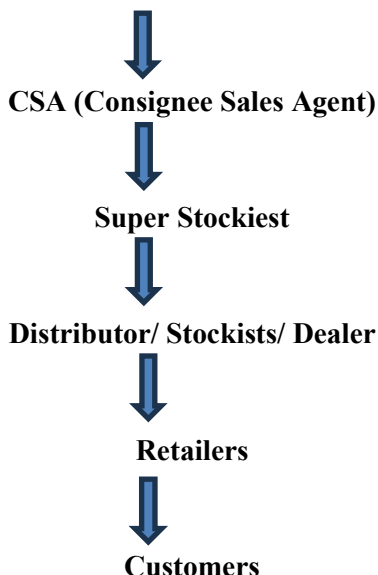 CSA (Consignee Sales Agent)
Super Stockiest
Distributor/ Stockists/ Dealer
Retailers
Customers